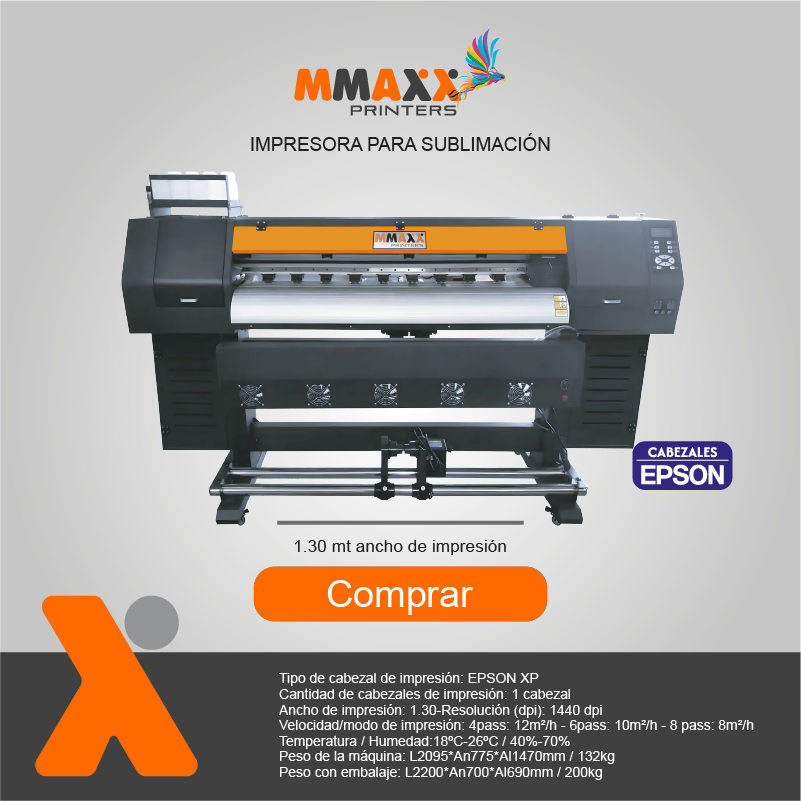 MMAXX
PRINTERS
IMPRESORA PARA SUBLIMACIÓN
MMAXX
PRINTERS
CABEZALES
EPSON
1.30 mt ancho de impresión
Comprar
Tipo de cabezal de impresión: EPSON XP
Cantidad de cabezales de impresión: 1 cabezal
Ancho de impresión: 1.30-Resolución (dpi): 1440 dpi
Velocidad/modo de impresión: 4pass: 12m²/h - 6pass: 10m²/h - 8 pass: 8m²/h
Temperatura / Humedad:18ºC-26ºC / 40%-70%
Peso de la máquina: L2095*An775*Al1470mm / 132kg
Peso con embalaje: L2200*An700*Al690mm / 200kg